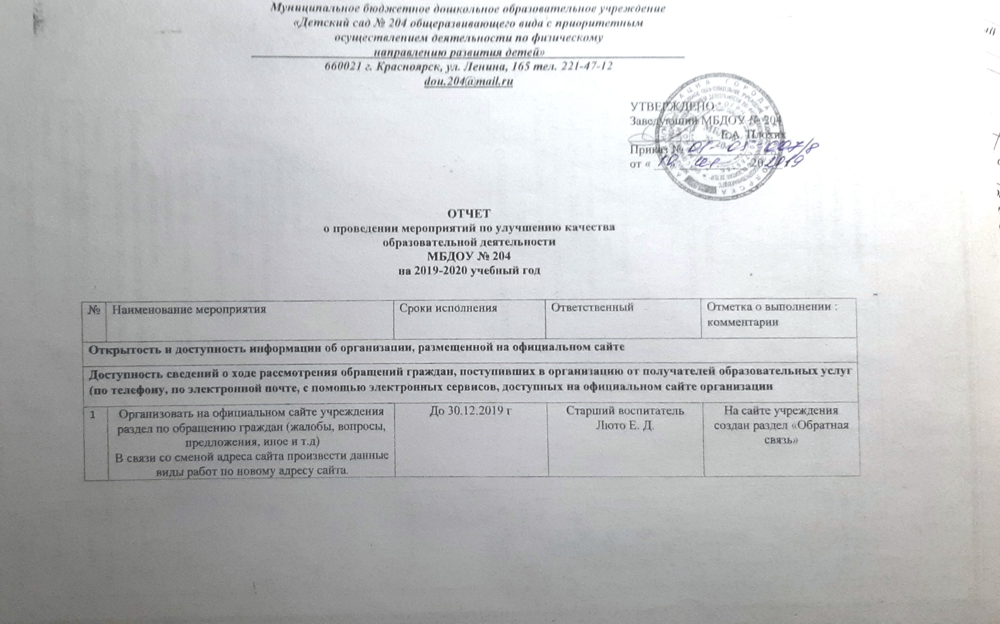 Муниципальное бюджетное дошкольное образовательное учреждение
«Детский сад № 204 общеразвивающего вида с приоритетным
осуществлением деятельности по физическому
направлению развития детей»
660021 г. Красноярск, ул. Ленина, 165 тел. 221-47-12
dou.204@mail.ru
УТВЕРЖДЕНО
Заведующий МБДОУ № 204
Плохих
Приказ № 01-
от « 20 2019
ОТЧЕТ
о проведении мероприятий по улучшению качества
образовательной деятельности
МБДОУ № 204
на 2019-2020 учебный год
№ Наименование мероприятия Сроки исполнения Ответственный Отметка о выполнении :
комментарии
Открытость и доступность информации об организации, размещенной на официальном сайте
Доступность сведений о ходе рассмотрения обращений граждан, поступивших в организацию от получателей образовательных услуг
(по телефону, по электронной почте, с помощью электронных сервисов, доступных на официальном сайте организации
1 Организовать на официальном сайте учреждения
раздел по обращению граждан (жалобы, вопросы,
предложения, иное и т.д)
В связи со сменой адреса сайта произвести данные
виды работ по новому адресу сайта.
До 30.12.2019 г
Старший воспитатель
Люто Е. Д.
На сайте учреждения
создан раздел «Обратная
связь»